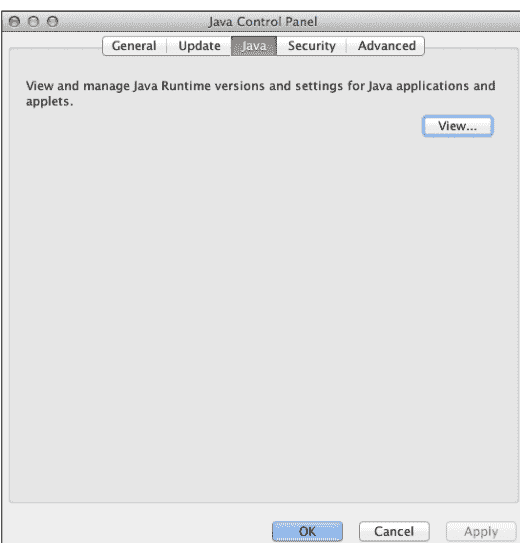 Java Control Panel
General Update Java Security Advanced
View and manage Java Runtime versions and settings for Java applications and
applets.
View...
OK Cancel Apply